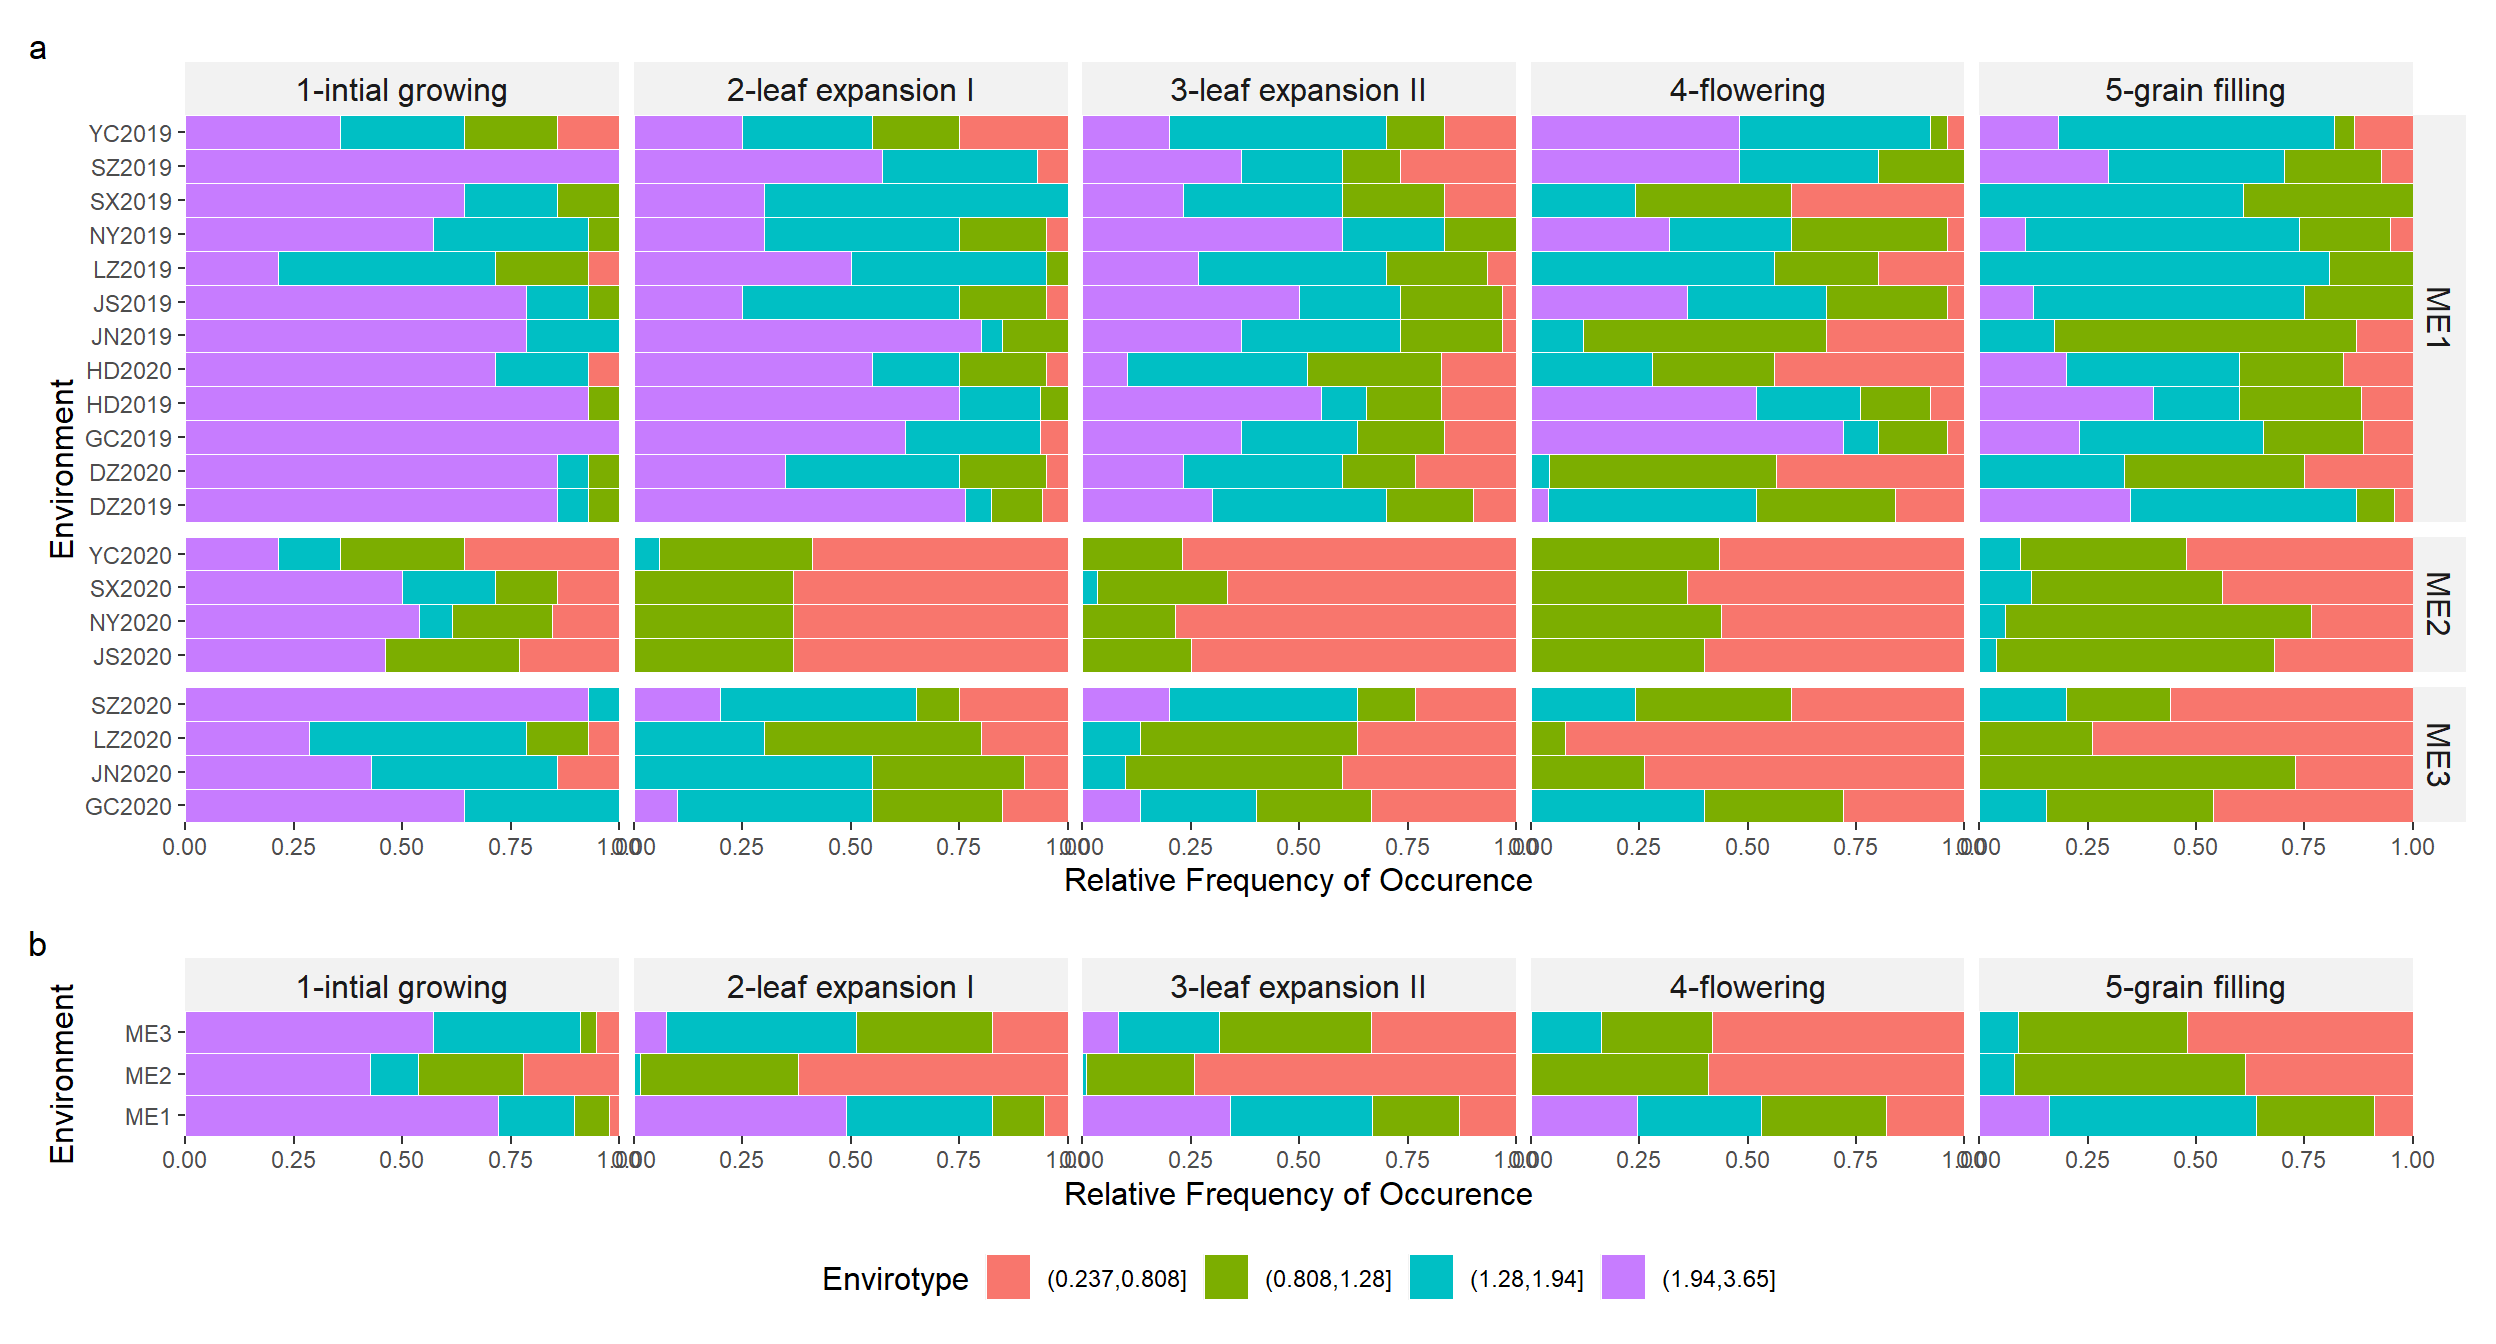 a
1-intial growing 2-leaf expansion I 3-leaf expansion II 4-flowering 5-grain filling
Environment
YC2019
SZ2019
SX2019
NY2019
LZ2019
JS2019
JN2019
HD2020
HD2019
GC2019
DZ2020
DZ2019
ME1
YC2020
SX2020
NY2020
JS2020
ME2
SZ2020
LZ2020
JN2020
GC2020
ME3
0.00 0.25 0.50 0.75 1.00 0.00 0.25 0.50 0.75 1.00 0.00 0.25 0.50 0.75 1.00 0.00 0.25 0.50 0.75 1.00 0.00 0.25 0.50 0.75 1.00
Relative Frequency of Occurence
b
1-intial growing 2-leaf expansion I 3-leaf expansion II 4-flowering 5-grain filling
Environment
ME3
ME2
ME1
0.00 0.25 0.50 0.75 1.00 0.00 0.25 0.50 0.75 1.00 0.00 0.25 0.50 0.75 1.00 0.00 0.25 0.50 0.75 1.00 0.00 0.25 0.50 0.75 1.00
Relative Frequency of Occurence
Envirotype (0.237,0.808] (0.808,1.28] (1.28,1.94] (1.94,3.65]